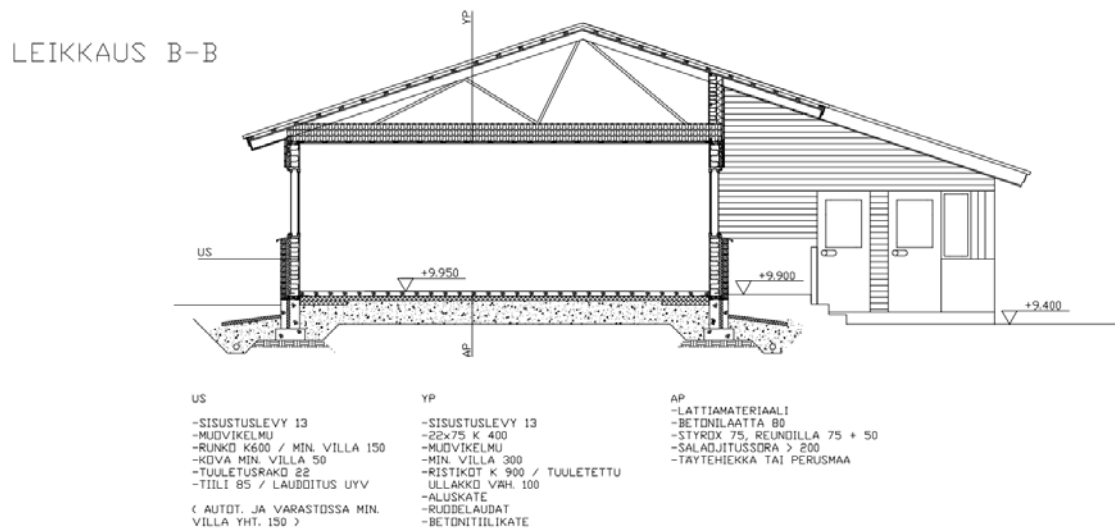 LEIKKAUS B-B
YP
US
+9.950
+9.900
+9.400
AP
US
-SISUSTUSLEVY 13
-MUOVIKELMU
-RUNKO K600 / MIN. VILLA 150
-KOVA MIN. VILLA 50
-TUULETUSRAKO 22
-TIILI 85 / LAUDOITUS UYV
( AUTOT. JA VARASTOSSA MIN.
VILLA YHT. 150 )
YP
-SISUSTUSLEVY 13
-22x75 K 400
-MUOVIKELMU
-MIN. VILLA 300
-RISTIKOT K 900 / TUULETETTU
ULLAKKO VÄH. 100
-ALUSKATE
-RUODELAUDAT
-BETONITIILIKATE
AP
-LATTIAMATERIAALI
-BETONILAATTA 80
-STYROX 75, REUNOILLA 75 + 50
-SALAOJITUSSORA > 200
-TÄYTEHIEKKA TAI PERUSMAA